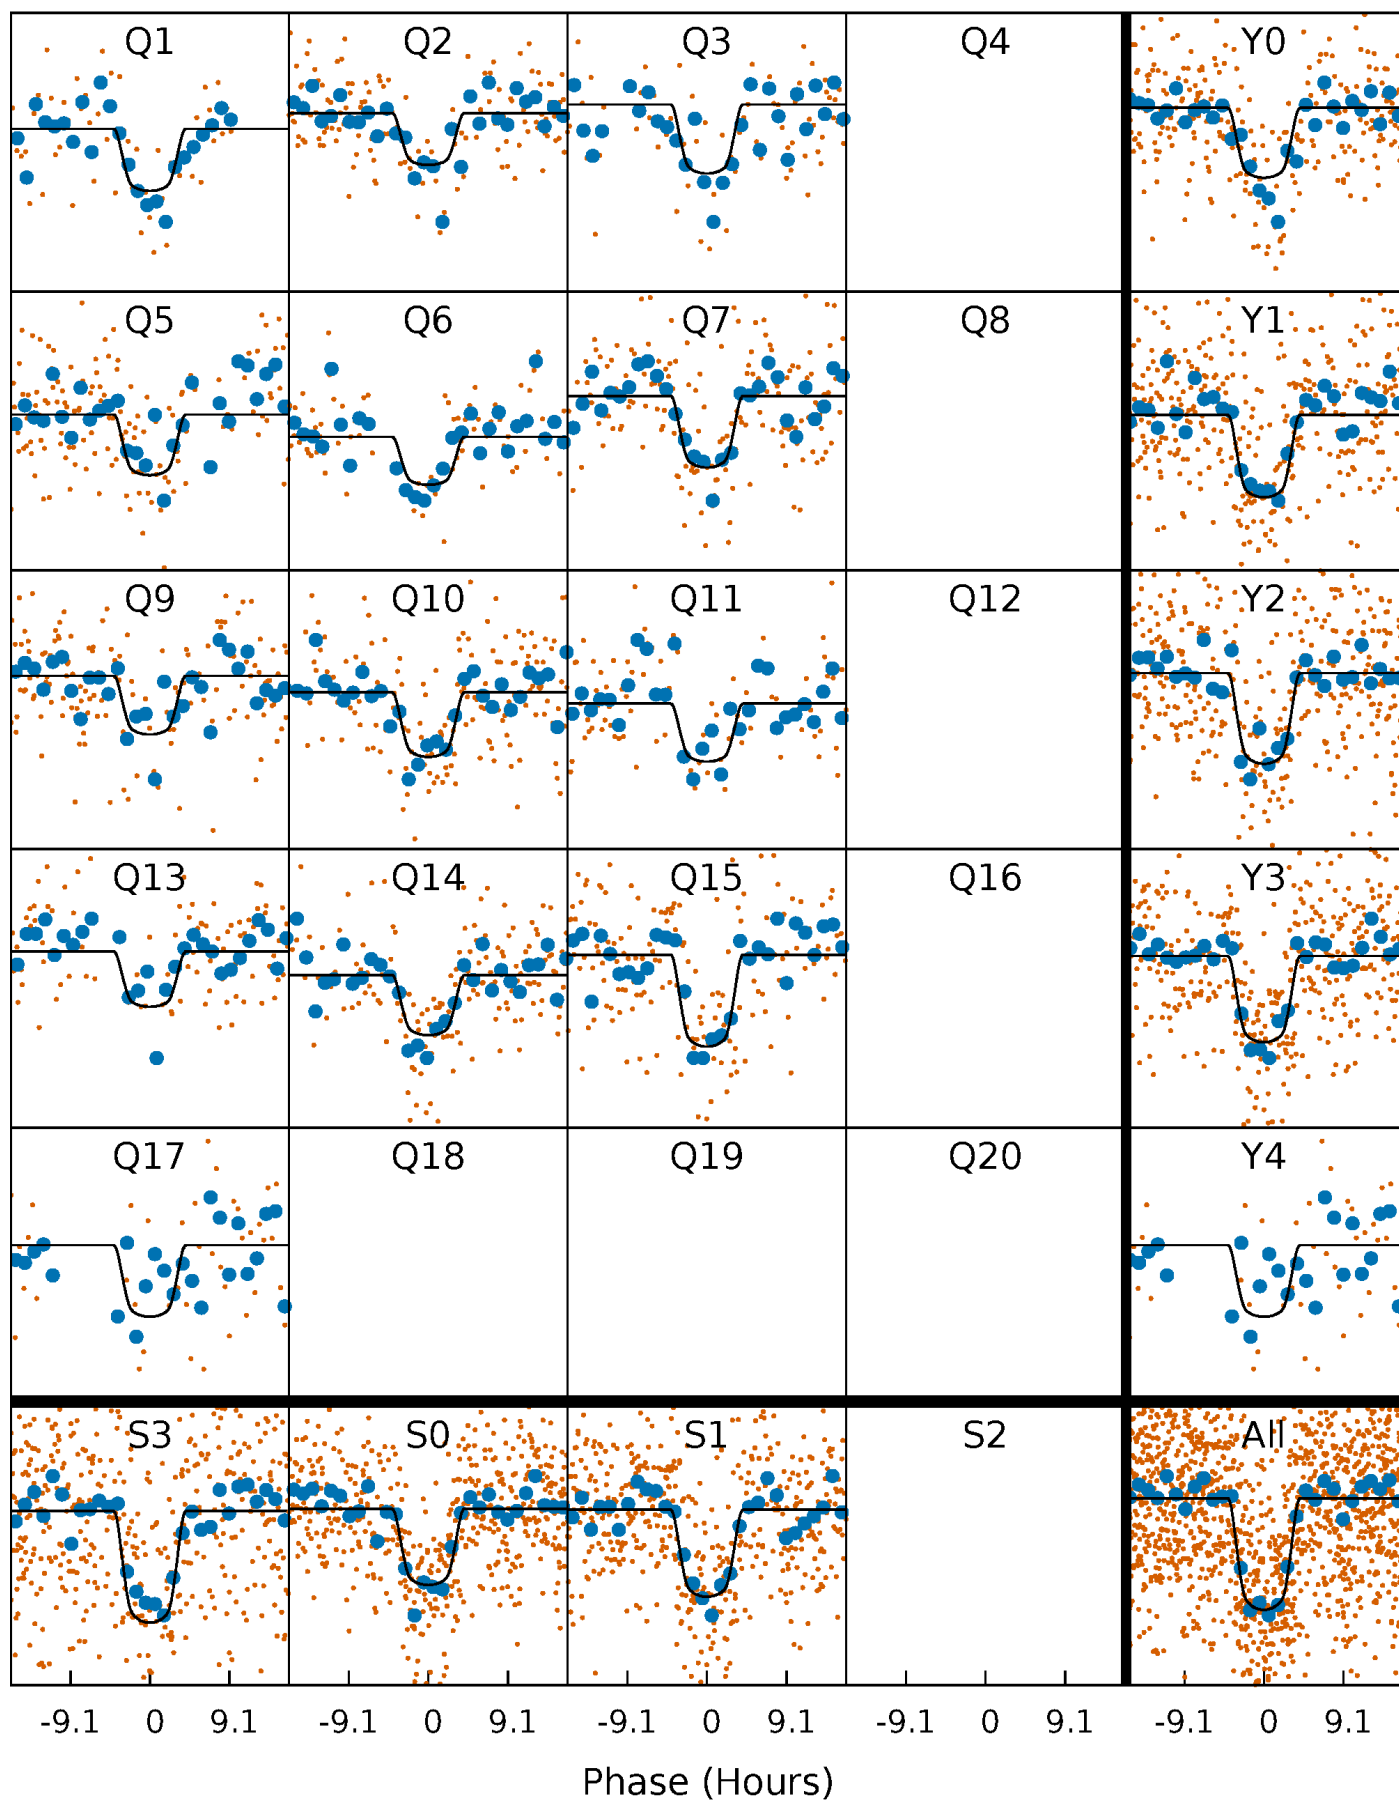 Q1 Q2 Q3 Q4 Y0
Q5 Q6 Q7 Q8 Y1
Q9 Q10 Q11 Q12 Y2
Q13 Q14 Q15 Q16 Y3
Q17 Q18 Q19 Q20 Y4
S3 S0 S1 S2 All
-9.1 0 9.1 -9.1 0 9.1 -9.1 0 9.1 -9.1 0 9.1 -9.1 0 9.1
Phase (Hours)